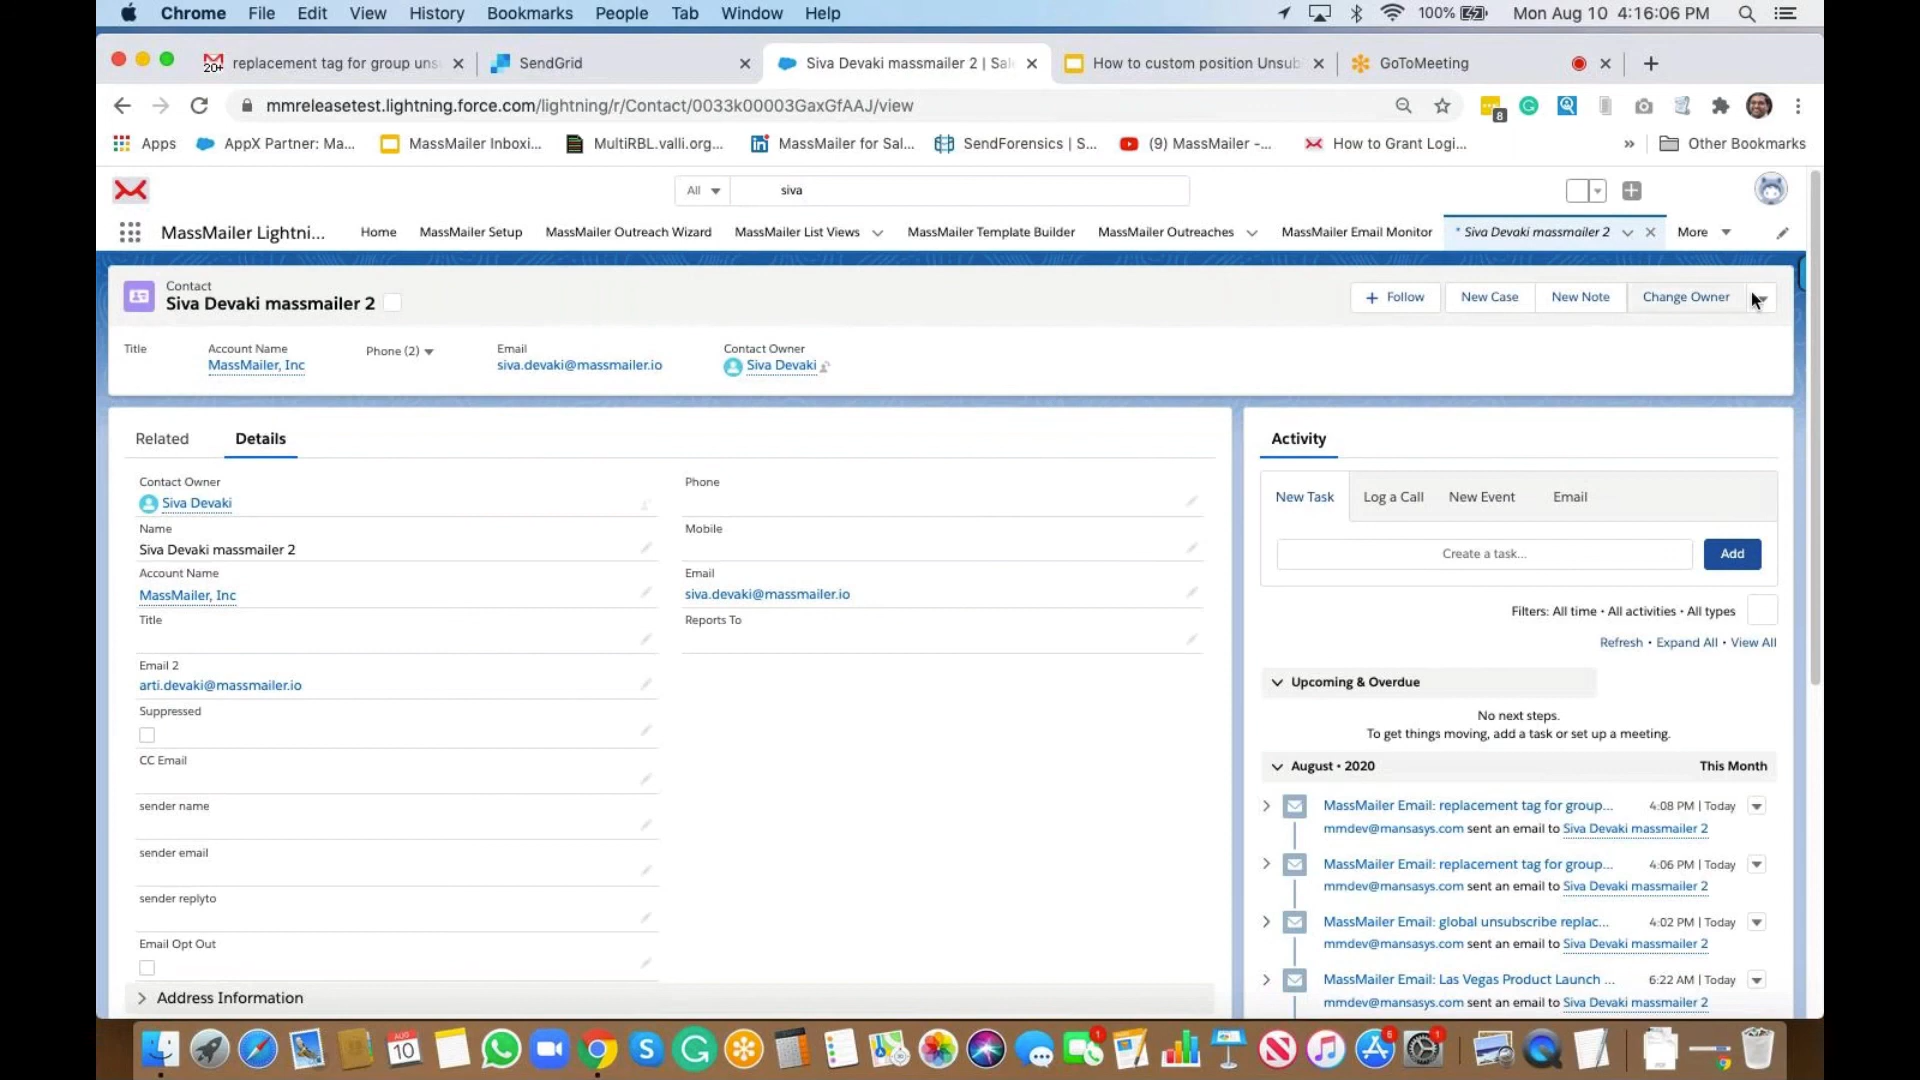 Chrome File Edit View History Bookmarks People Tab Window Help 100% Mon Aug 10 4:16:06 PM
20+ replacement tag for group uns SendGrid Siva Devaki massmailer 2 | Sal How to custom position Unsub GoToMeeting
mmreleasetest.lightning.force.com/lightning/r/Contact/0033k00003GaxGfAAJ/view 8
Apps AppX Partner: Ma... MassMailer Inboxi... MultiRBL.valli.org... MassMailer for Sal... SendForensics | S... (9) MassMailer -... How to Grant Logi... » Other Bookmarks
All siva
MassMailer Lightni... Home MassMailer Setup MassMailer Outreach Wizard MassMailer List Views MassMailer Template Builder MassMailer Outreaches MassMailer Email Monitor * Siva Devaki massmailer 2 More
Contact
Siva Devaki massmailer 2
+ Follow New Case New Note Change Owner
Title Account Name Phone (2) Email Contact Owner
MassMailer, Inc siva.devaki@massmailer.io Siva Devaki
Related Details
Contact Owner
Siva Devaki
Phone
Name
Siva Devaki massmailer 2
Mobile
Account Name
MassMailer, Inc
Email
siva.devaki@massmailer.io
Title
Reports To
Email 2
arti.devaki@massmailer.io
Suppressed
CC Email
sender name
sender email
sender replyto
Email Opt Out
Address Information
Activity
New Task Log a Call New Event Email
Create a task... Add
Filters: All time • All activities • All types
Refresh • Expand All • View All
Upcoming & Overdue
No next steps.
To get things moving, add a task or set up a meeting.
August • 2020 This Month
MassMailer Email: replacement tag for group... 4:08 PM | Today
mmdev@mansasys.com sent an email to Siva Devaki massmailer 2
MassMailer Email: replacement tag for group... 4:06 PM | Today
mmdev@mansasys.com sent an email to Siva Devaki massmailer 2
MassMailer Email: global unsubscribe replac... 4:02 PM | Today
mmdev@mansasys.com sent an email to Siva Devaki massmailer 2
MassMailer Email: Las Vegas Product Launch ... 6:22 AM | Today
mmdev@mansasys.com sent an email to Siva Devaki massmailer 2
AUG
10
1
6
1